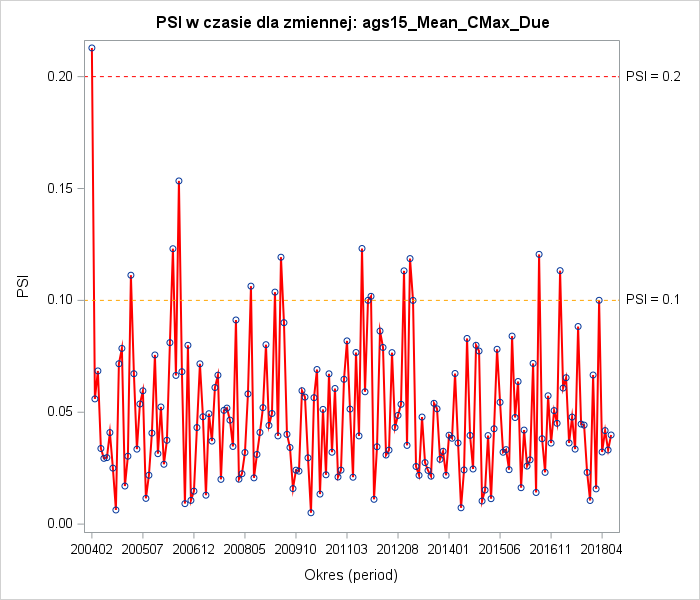 PSI w czasie dla zmiennej: ags15_Mean_CMax_Due
0.20
PSI = 0.2
0.15
PSI
0.10
PSI = 0.1
0.05
0.00
200402 200507 200612 200805 200910 201103 201208 201401 201506 201611 201804
Okres (period)